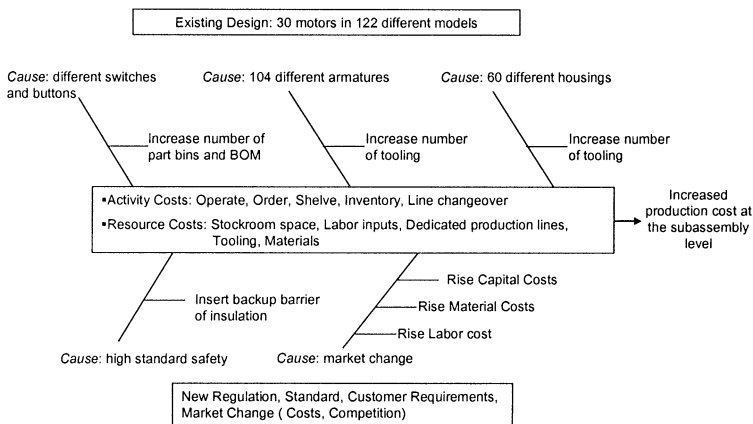 Existing Design: 30 motors in 122 different models
Cause: different switches
and buttons
Cause: 104 different armatures
Cause: 60 different housings
Increase number of
part bins and BOM
Increase number
of tooling
Increase number
of tooling
▪Activity Costs: Operate, Order, Shelve, Inventory, Line changeover
▪Resource Costs: Stockroom space, Labor inputs, Dedicated production lines,
Tooling, Materials
Increased
production cost at
the subassembly
level
Insert backup barrier
of insulation
Rise Capital Costs
Rise Material Costs
Rise Labor cost
Cause: high standard safety
Cause: market change
New Regulation, Standard, Customer Requirements,
Market Change ( Costs, Competition)